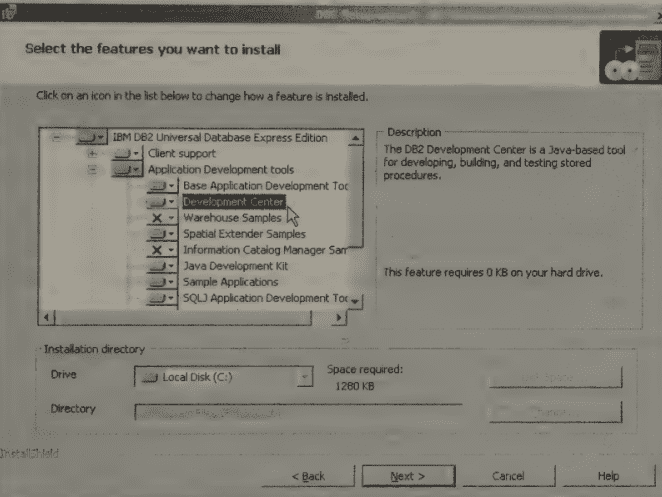 Select the features you want to install
Click on an icon in the list below to change how a feature is installed.
IBM DB2 Universal Database Express Edition
Client support
Application Development tools
Base Application Development Too
Development Center
Warehouse Samples
Spatial Extender Samples
Information Catalog Manager Sam
Java Development Kit
Sample Applications
SQLJ Application Development Too
Description
The DB2 Development Center is a Java-based tool
for developing, building, and testing stored
procedures.
This feature requires 0 KB on your hard drive.
Installation directory
Drive
Local Disk (C:)
Space required:
1280 KB
Directory
InstallShield
< Back
Next >
Cancel
Help